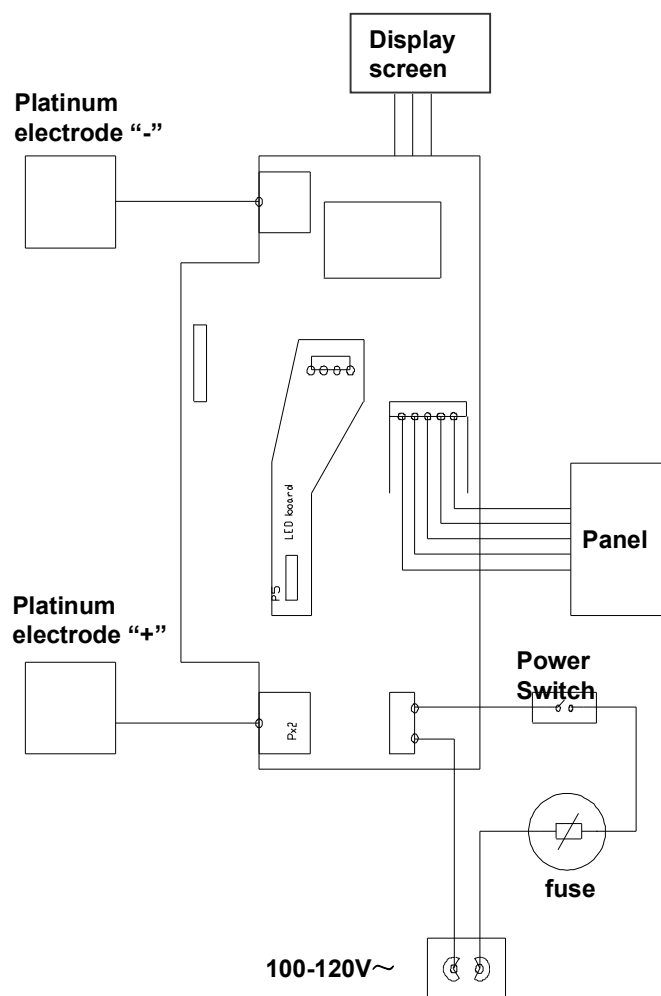 Display
screen
Platinum
electrode “-”
LED board
P5
Panel
Platinum
electrode “+”
Power
Switch
Px2
fuse
100-120V～